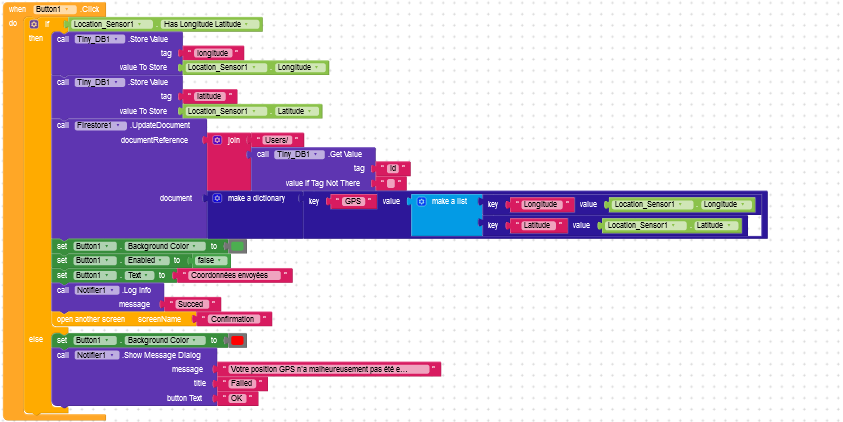 when Button1 .Click
do if Location_Sensor1 . Has Longitude Latitude
then call Tiny_DB1 .Store Value
tag " longitude "
value To Store Location_Sensor1 . Longitude
call Tiny_DB1 .Store Value
tag " latitude "
value To Store Location_Sensor1 . Latitude
call Firestore1 .UpdateDocument
documentReference join " Users/ "
call Tiny_DB1 .Get Value
tag " id "
value If Tag Not There " "
document make a dictionary key " GPS " value make a list key " Longitude " value Location_Sensor1 . Longitude
key " Latitude " value Location_Sensor1 . Latitude
set Button1 . Background Color to
set Button1 . Enabled to false
set Button1 . Text to " Coordonnées envoyées "
call Notifier1 .Log Info
message " Succed "
open another screen screenName " Confirmation "
else set Button1 . Background Color to
call Notifier1 .Show Message Dialog
message " Votre position GPS n'a malheureusement pas été e... "
title " Failed "
button Text " OK "